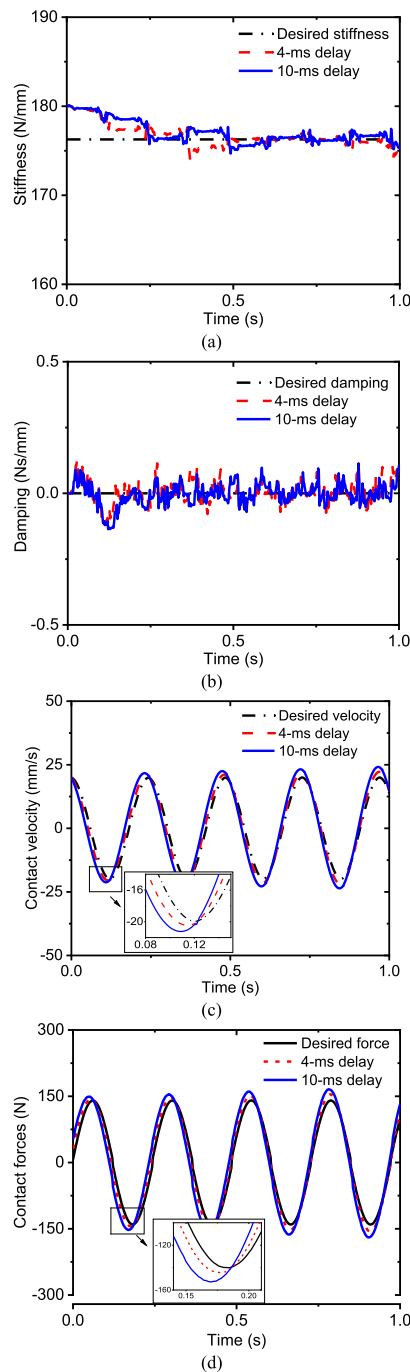 190
Desired stiffness
4-ms delay
10-ms delay
180
170
160
Stiffness (N/mm)
0.0
0.5
1.0
Time (s)
(a)
0.5
Desired damping
4-ms delay
10-ms delay
0.0
-0.5
Damping (Ns/mm)
0.0
0.5
1.0
Time (s)
(b)
50
Desired velocity
4-ms delay
10-ms delay
25
0
-25
-50
Contact velocity (mm/s)
-16
-20
0.08
0.12
0.0
0.5
1.0
Time (s)
(c)
300
Desired force
4-ms delay
10-ms delay
150
0
-150
-300
Contact forces (N)
-140
-160
0.15
0.20
0.0
0.5
1.0
Time (s)
(d)